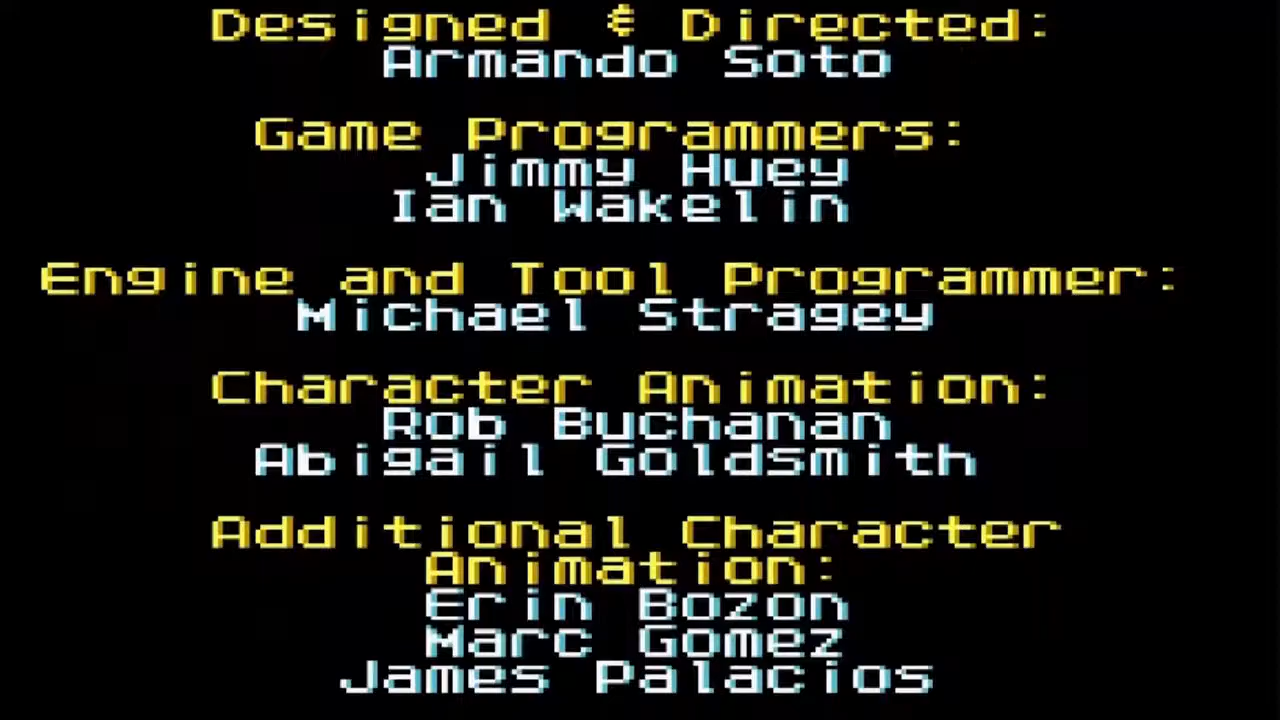 Designed & Directed:
Armando Soto
Game Programmers:
Jimmy Huey
Ian Wakelin
Engine and Tool Programmer:
Michael Stragey
Character Animation:
Rob Buchanan
Abigail Goldsmith
Additional Character
Animation:
Erin Bozon
Marc Gomez
James Palacios